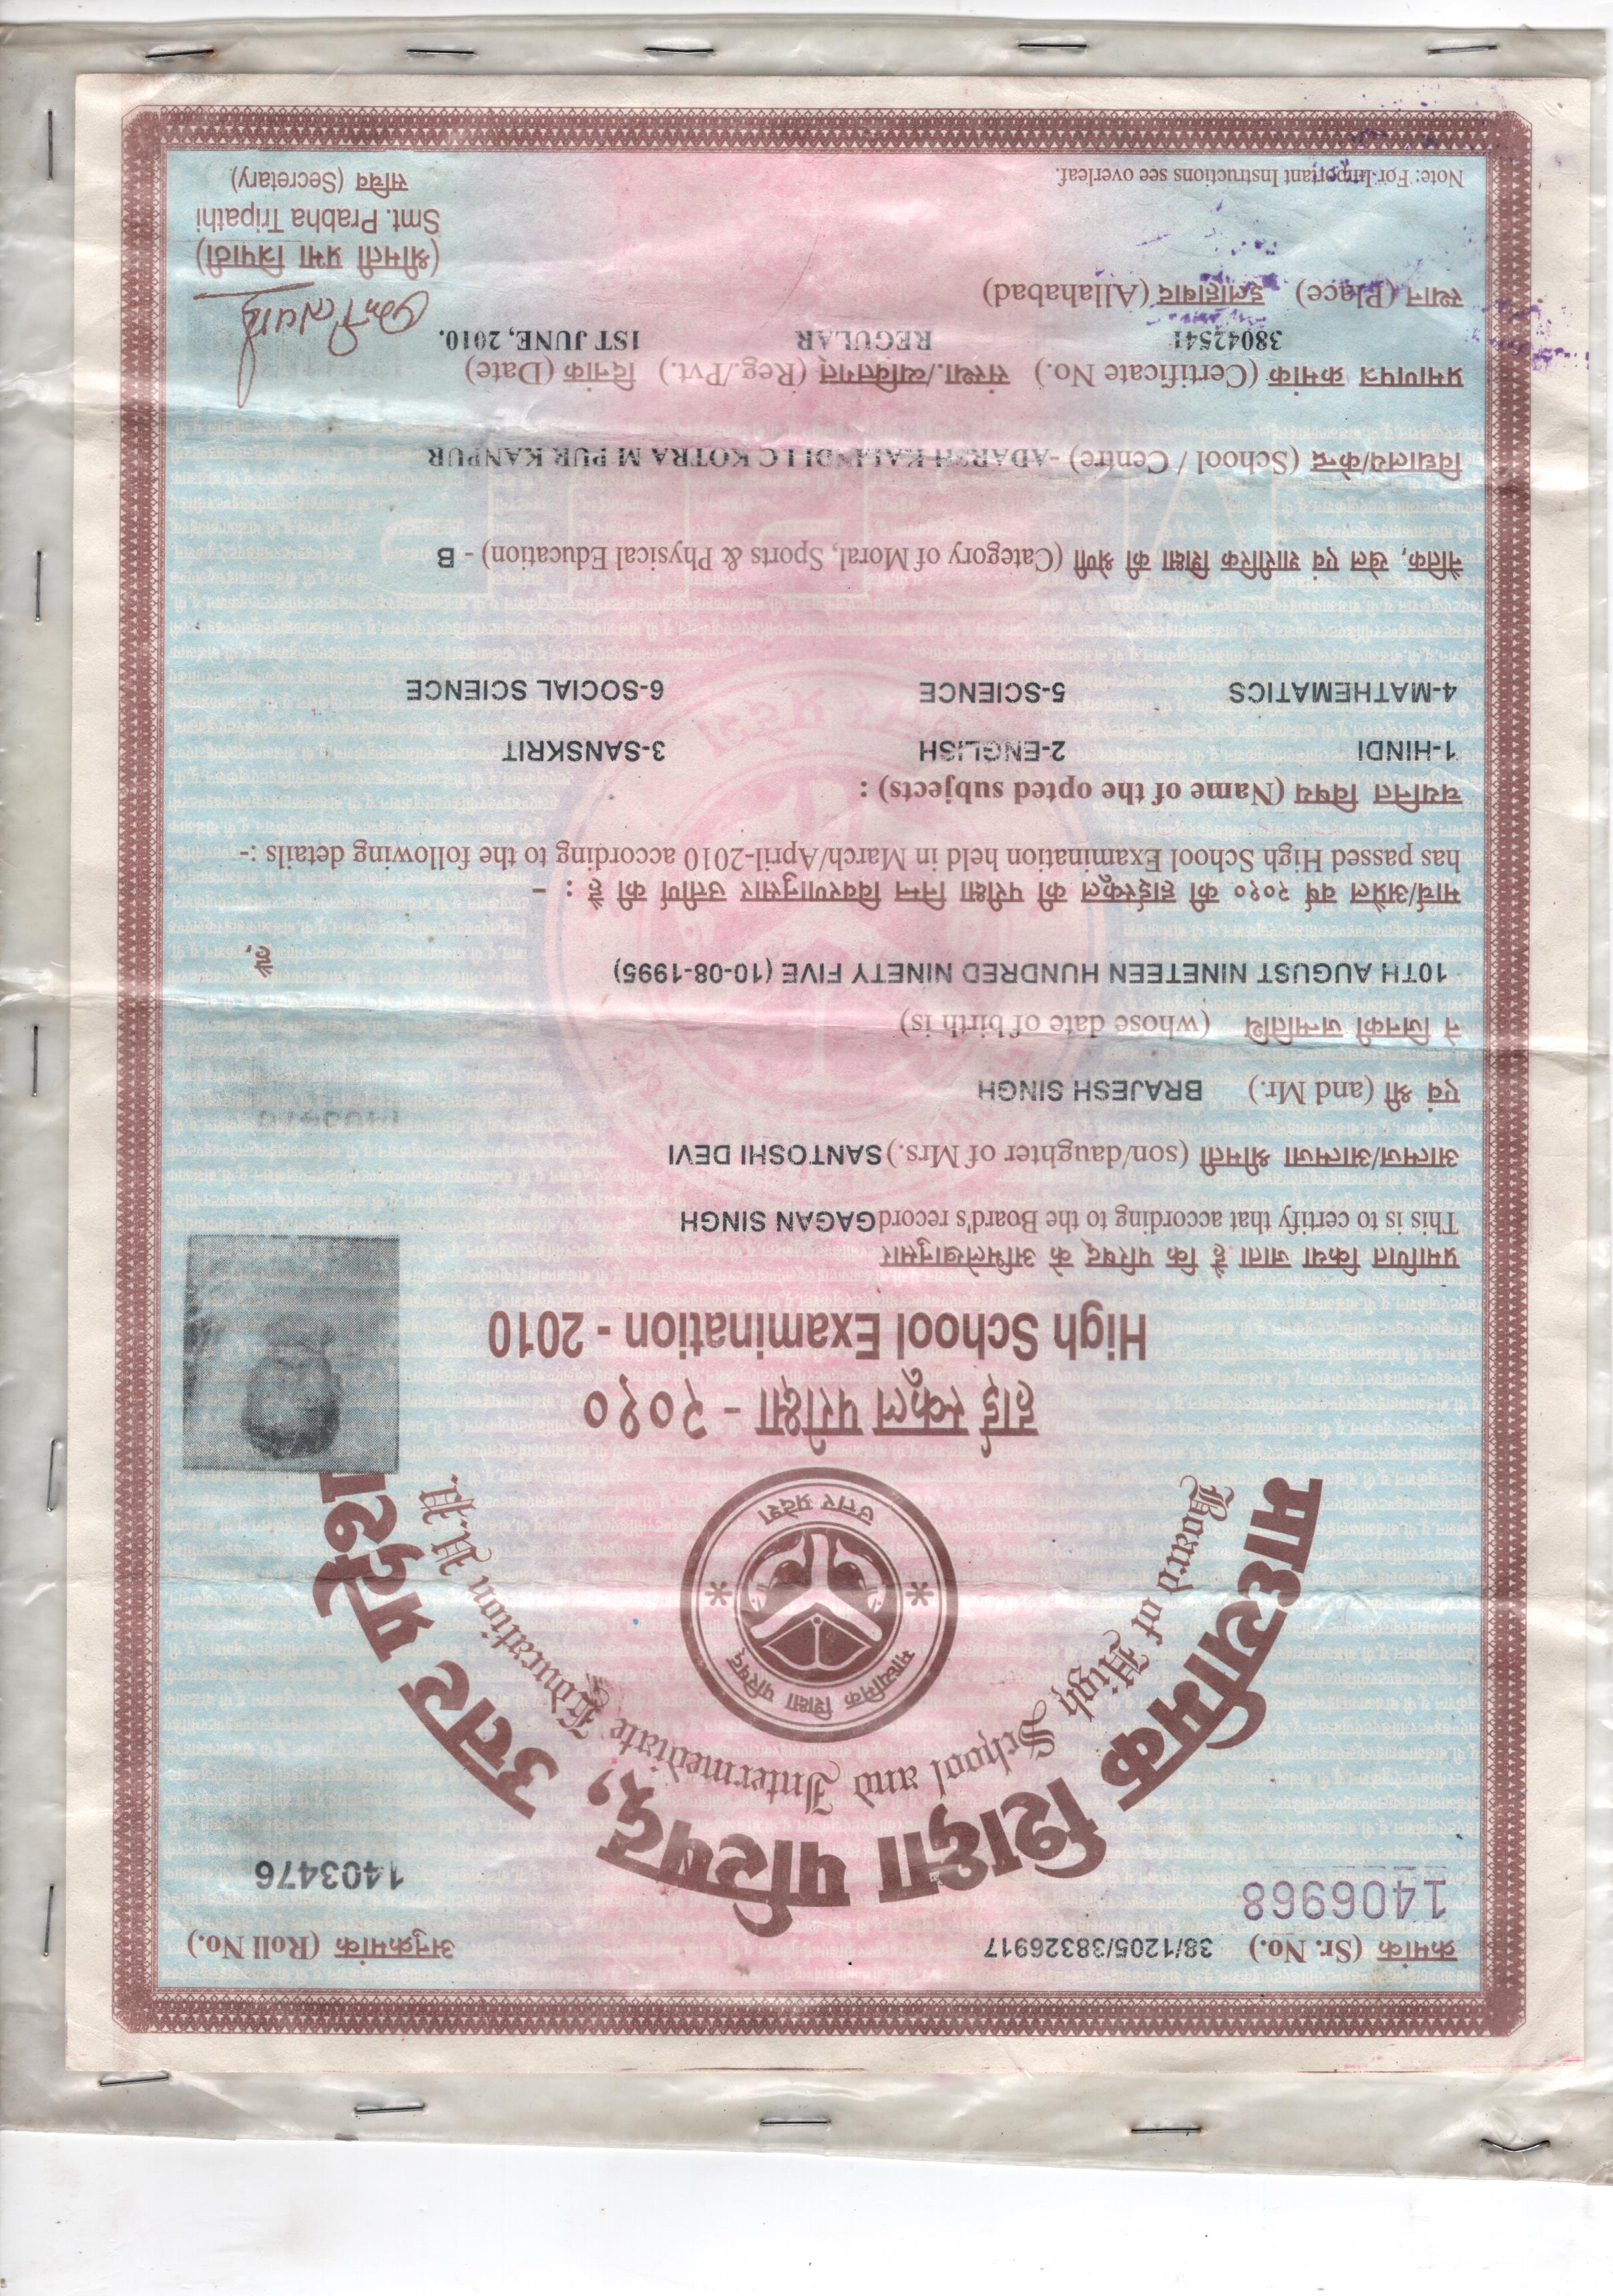 क्रमांक (Sr. No.) 38/1205/38326917 अनुक्रमांक (Roll No.)
1406968 1403476
माध्यमिक शिक्षा परिषद्, उत्तर प्रदेश
Board of High School and Intermediate Education U.P.
माध्यमिक शिक्षा परिषद्
उत्तर प्रदेश
हाई स्कूल परीक्षा - २०१०
High School Examination - 2010
प्रमाणित किया जाता है कि परिषद् के अभिलेखानुसार
This is to certify that according to the Board's record GAGAN SINGH
आत्मज/आत्मजा श्रीमती (son/daughter of Mrs.) SANTOSHI DEVI
एवं श्री (and Mr.) BRAJESH SINGH
ने जिनकी जन्मतिथि (whose date of birth is)
10TH AUGUST NINETEEN HUNDRED NINETY FIVE (10-08-1995) है,
मार्च/अप्रैल वर्ष २०१० की हाईस्कूल की परीक्षा निम्न विवरणानुसार उत्तीर्ण की है : -
has passed High School Examination held in March/April-2010 according to the following details :-
चयनित विषय (Name of the opted subjects) :
1-HINDI 2-ENGLISH 3-SANSKRIT
4-MATHEMATICS 5-SCIENCE 6-SOCIAL SCIENCE
नैतिक, खेल एवं शारीरिक शिक्षा की श्रेणी (Category of Moral, Sports & Physical Education) - B
विद्यालय/केन्द्र (School / Centre) - ADARSH KALINDI I C KOTRA M PUR KANPUR
प्रमाणपत्र क्रमांक (Certificate No.) संस्था./व्यक्तिगत (Reg./Pvt.) दिनांक (Date)
38042541 REGULAR 1ST JUNE, 2010.
स्थान (Place) इलाहाबाद (Allahabad)
(श्रीमती प्रभा त्रिपाठी)
Smt. Prabha Tripathi
सचिव (Secretary)
Note: For Important Instructions see overleaf.